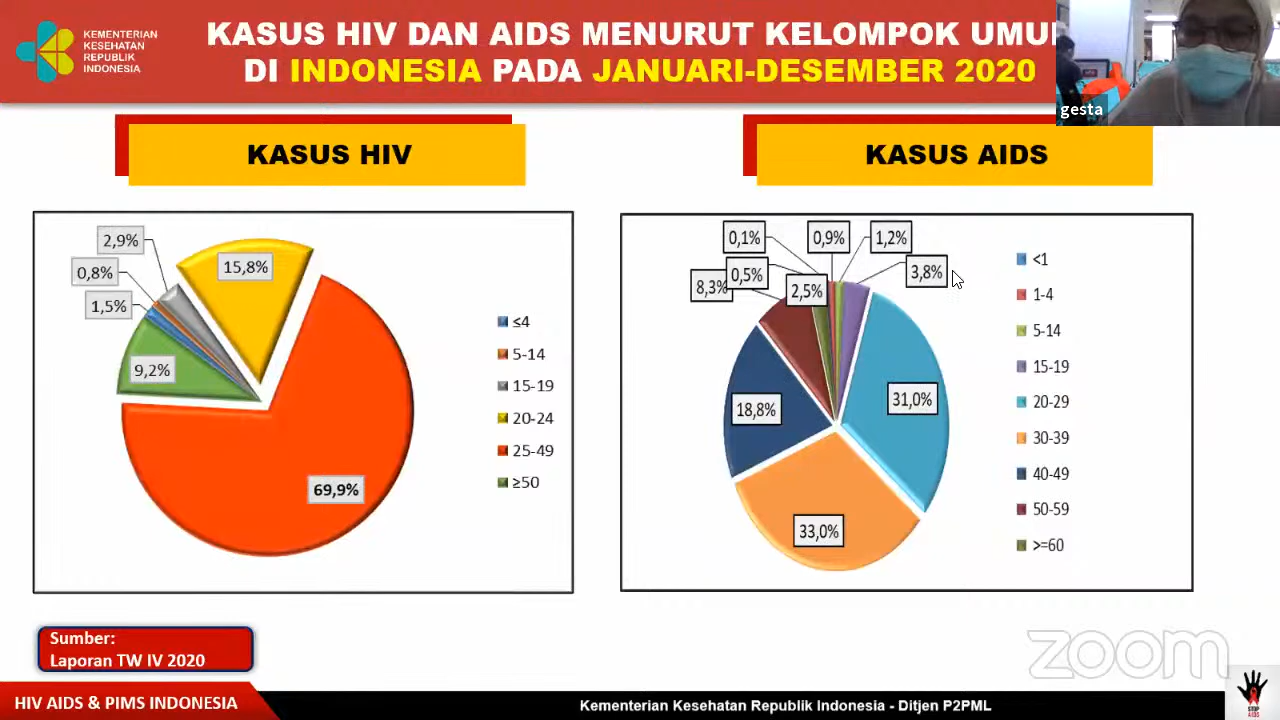 KEMENTERIAN
KESEHATAN
REPUBLIK
INDONESIA
KASUS HIV DAN AIDS MENURUT KELOMPOK UMU
DI INDONESIA PADA JANUARI-DESEMBER 2020
gesta
KASUS HIV
KASUS AIDS
2,9%
0,8%
1,5%
15,8%
9,2%
69,9%
≤4
5-14
15-19
20-24
25-49
≥50
0,1%
0,9%
1,2%
8,3%
0,5%
2,5%
3,8%
31,0%
18,8%
33,0%
<1
1-4
5-14
15-19
20-29
30-39
40-49
50-59
>=60
Sumber:
Laporan TW IV 2020
zoom
HIV AIDS & PIMS INDONESIA
Kementerian Kesehatan Republik Indonesia - Ditjen P2PML
STOP
AIDS